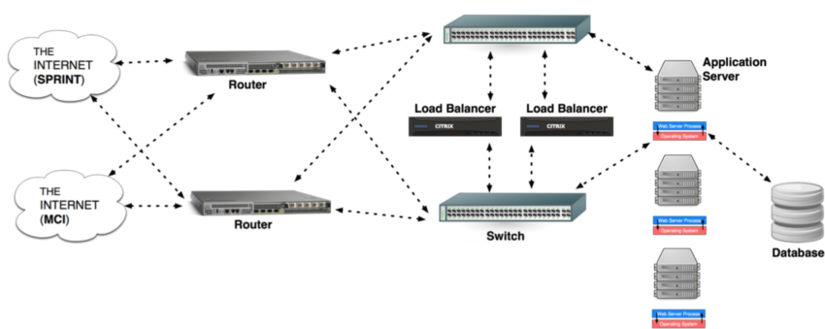 THE
INTERNET
(SPRINT)
Router
Load Balancer
CITRIX
Load Balancer
CITRIX
Application
Server
Web Server Process
Operating System
THE
INTERNET
(MCI)
Router
Switch
Web Server Process
Operating System
Database
Web Server Process
Operating System